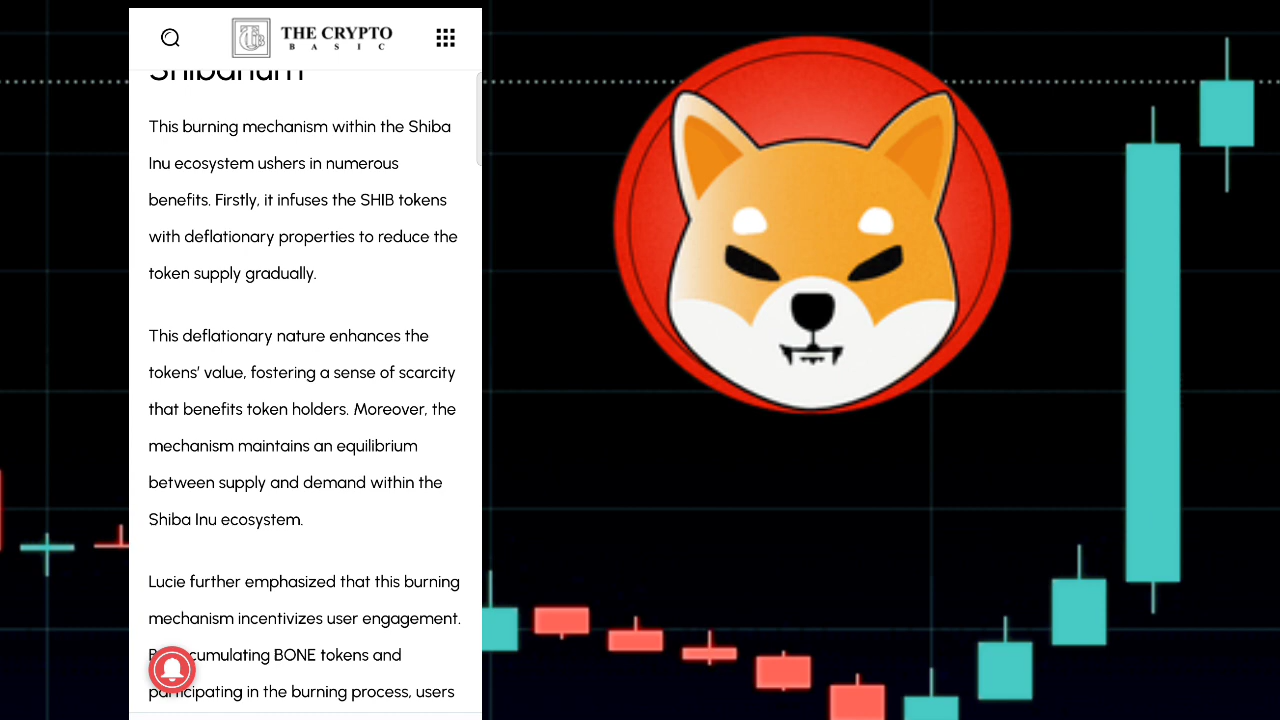 THE CRYPTO
BASIC
Shibarium
This burning mechanism within the Shiba
Inu ecosystem ushers in numerous
benefits. Firstly, it infuses the SHIB tokens
with deflationary properties to reduce the
token supply gradually.
This deflationary nature enhances the
tokens' value, fostering a sense of scarcity
that benefits token holders. Moreover, the
mechanism maintains an equilibrium
between supply and demand within the
Shiba Inu ecosystem.
Lucie further emphasized that this burning
mechanism incentivizes user engagement.
By accumulating BONE tokens and
participating in the burning process, users